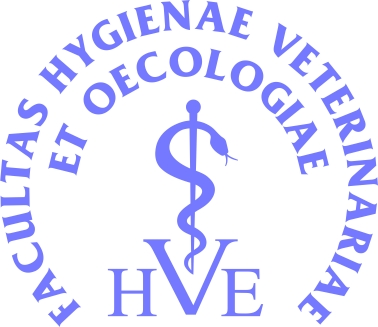 FACULTAS HYGIENAE VETERINARIAE
ET OECOLOGIAE
HVE